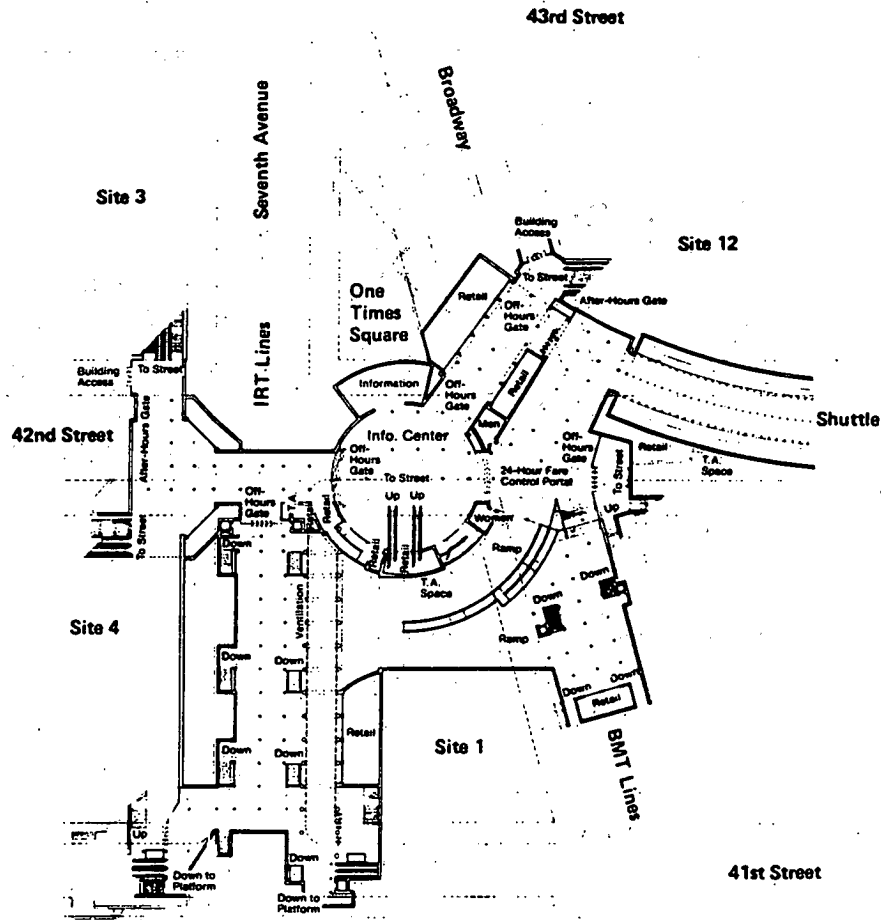 43rd Street
Broadway
Seventh Avenue
Site 3
Building
Access
Site 12
To Street
After-Hours Gate
Retail
Off-
Hours
Gate
One
Times
Square
IRT Lines
Building
Access
To Street
Information
Off-
Hours
Gate
Retail
Men
Shuttle
42nd Street
After-Hours Gate
Info. Center
Off-
Hours
Gate
Off-
Hours
Gate
Retail
T.A.
Space
To Street
24-Hour Fare
Control Portal
To Street
Up
Up
Up
Off-
Hours
Gate
T.A.
Retail
Retail
Women
To Street
Down
Retail
Retail
Ramp
T.A.
Space
Down
Down
Ventilation
Site 4
Ramp
Down
Down
Down
Down
Retail
Retail
Site 1
Down
Down
BMT Lines
Up
Down to
Platform
Down
Down to
Platform
41st Street